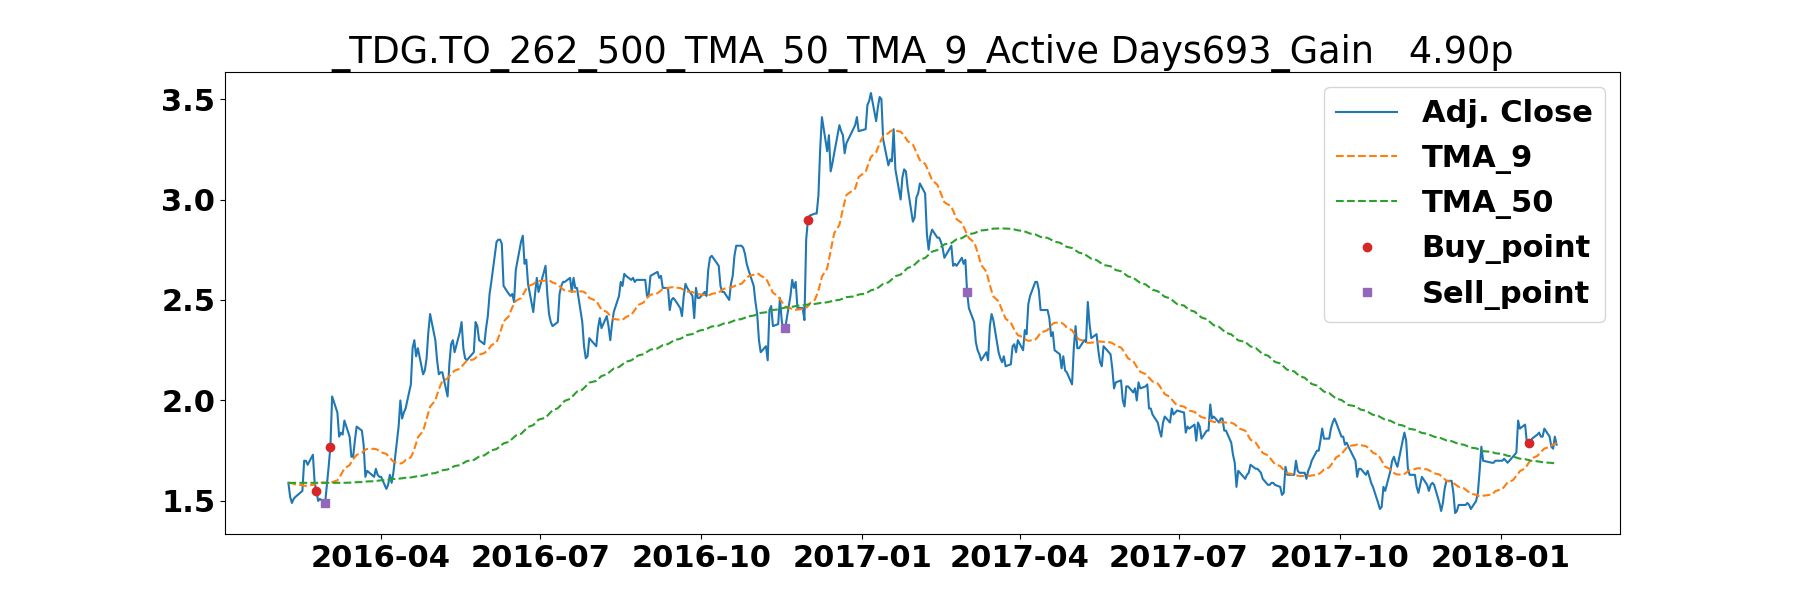 _TDG.TO_262_500_TMA_50_TMA_9_Active Days693_Gain   4.90p
3.5
3.0
2.5
2.0
1.5
Adj. Close
TMA_9
TMA_50
Buy_point
Sell_point
2016-04 2016-07 2016-10 2017-01 2017-04 2017-07 2017-10 2018-01